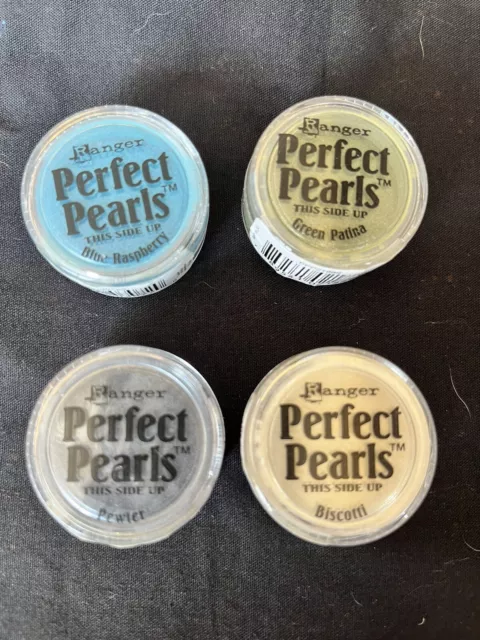 Ranger
Perfect
Pearls™
THIS SIDE UP
Blue Raspberry
Ranger
Perfect
Pearls™
THIS SIDE UP
Green Patina
Ranger
Perfect
Pearls™
THIS SIDE UP
Pewter
Ranger
Perfect
Pearls™
THIS SIDE UP
Biscotti